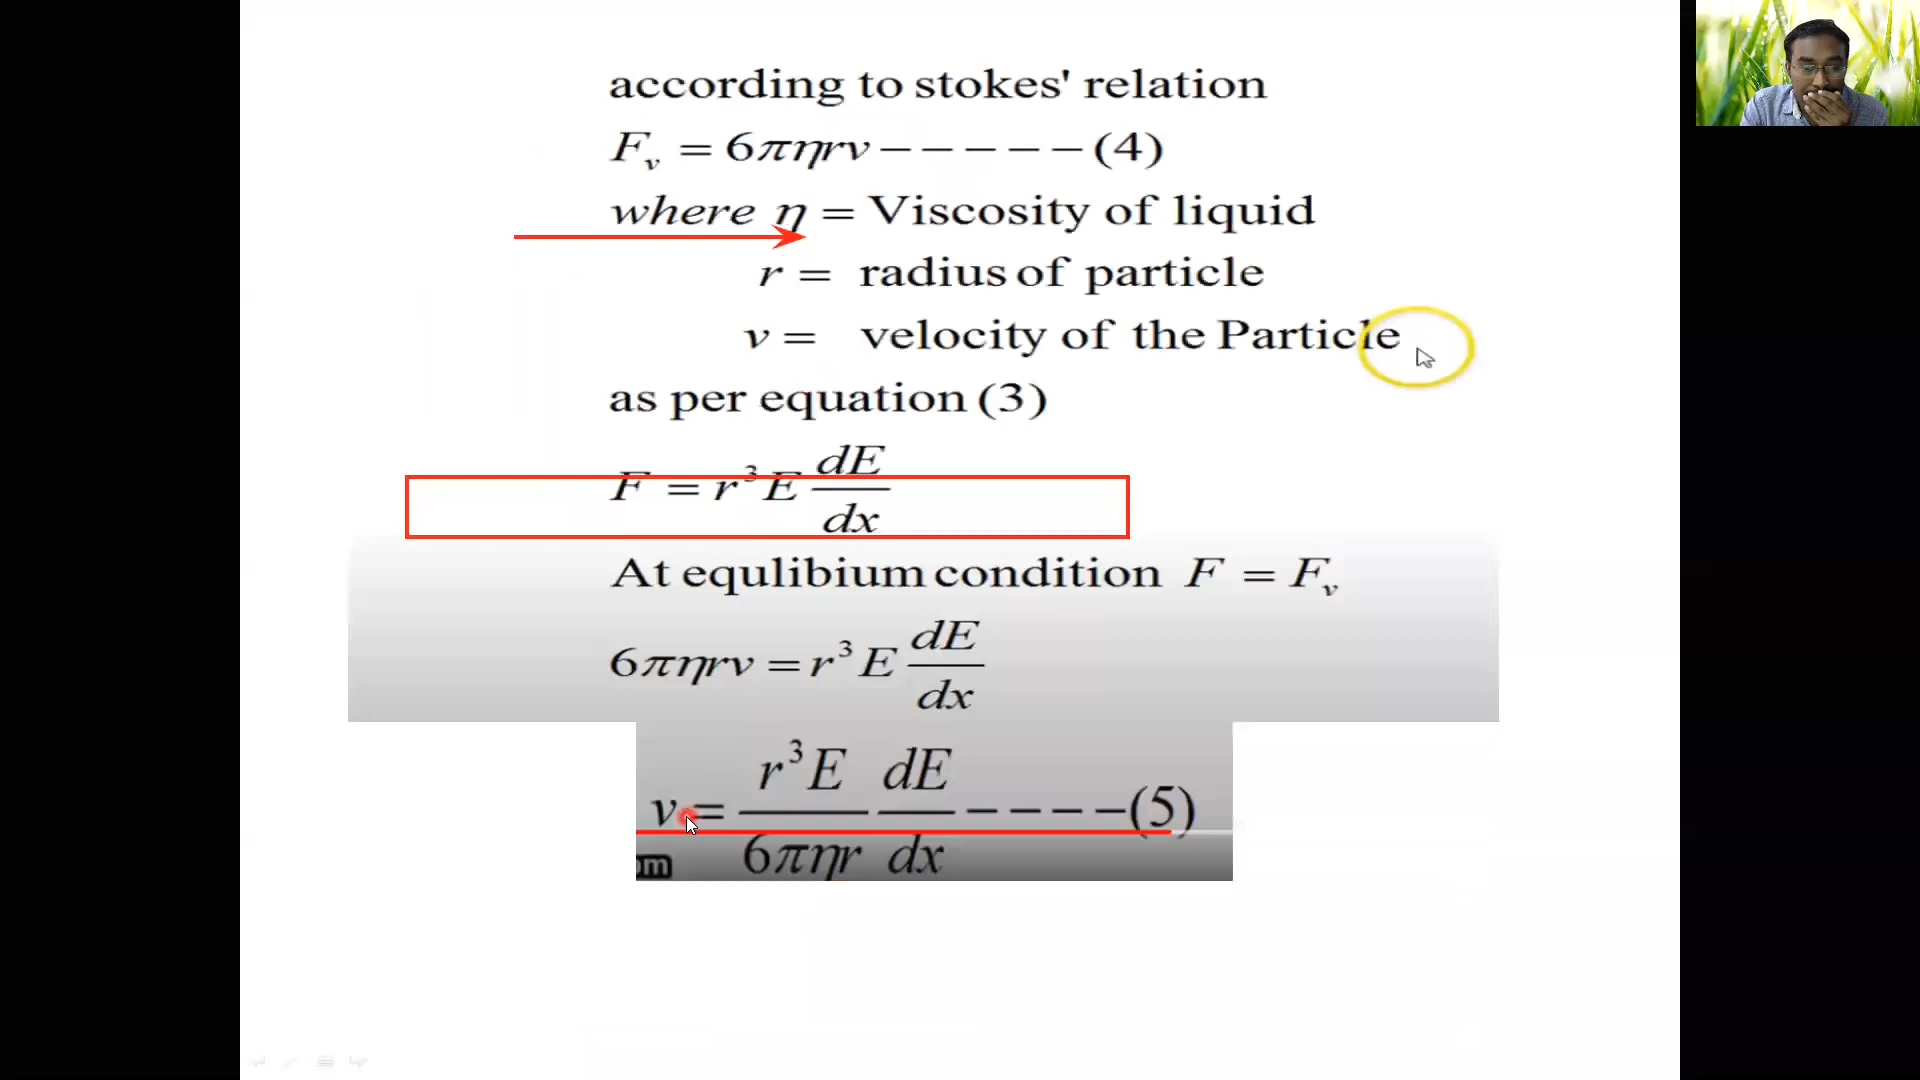 according to stokes' relation
Fᵥ = 6πηrv − − − − − (4)
where η = Viscosity of liquid
r = radius of particle
v = velocity of the Particle
as per equation (3)
F = r³E dE/dx
At equlibium condition F = Fᵥ
6πηrv = r³E dE/dx
v = r³E/6πηr dE/dx − − − − (5)
om